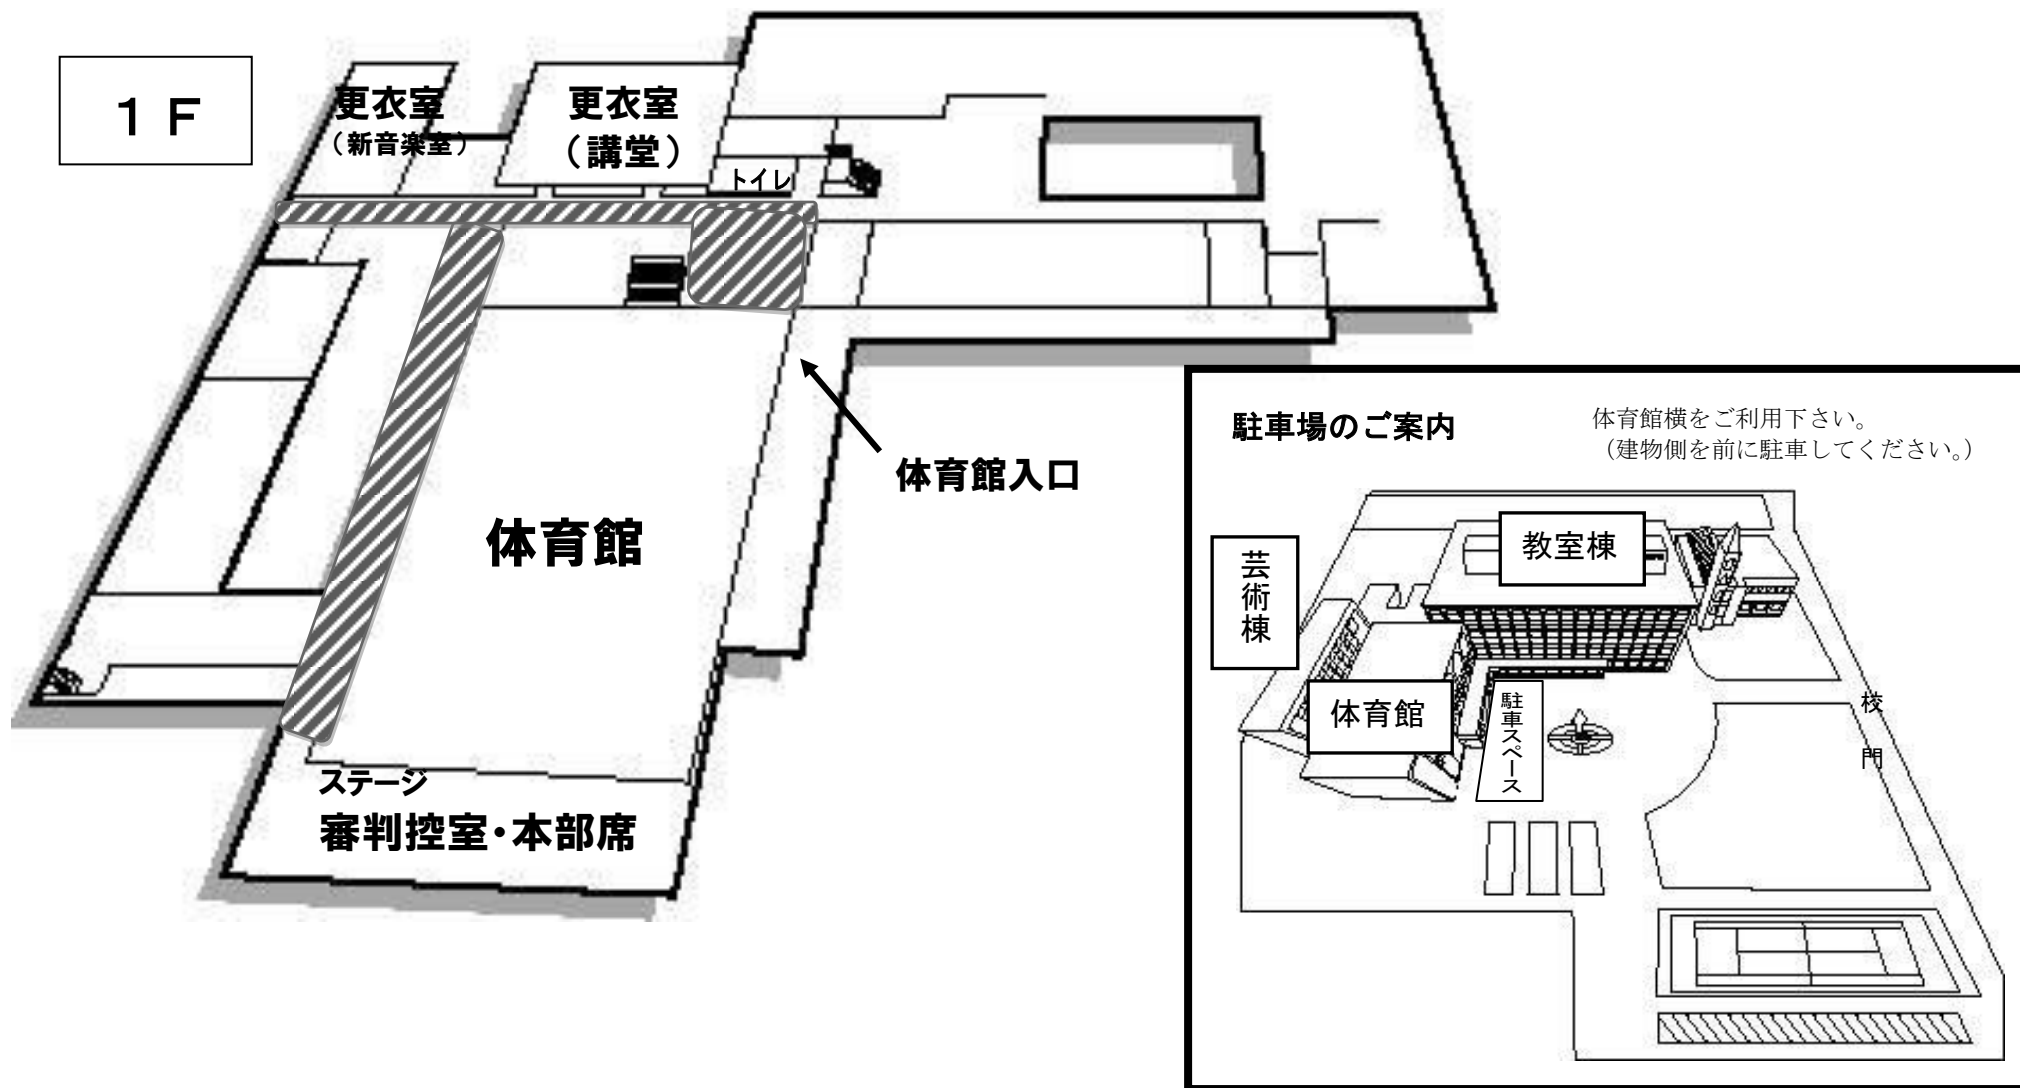 １Ｆ
更衣室
（新音楽室）
更衣室
（講堂）
トイレ
体育館入口
体育館
ステージ
審判控室・本部席
駐車場のご案内
体育館横をご利用下さい。
（建物側を前に駐車してください。）
教室棟
芸術棟
体育館
駐車スペース
校門